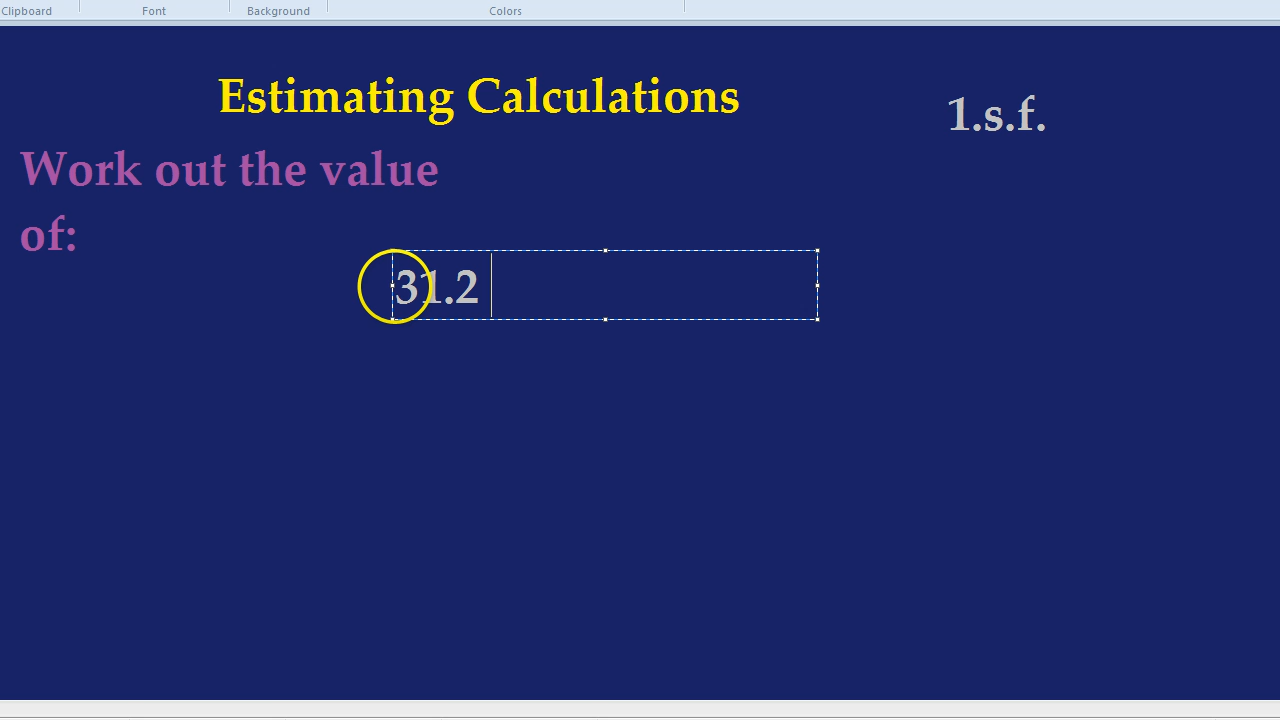 Clipboard Font Background Colors
Estimating Calculations
1.s.f.
Work out the value
of:
31.2